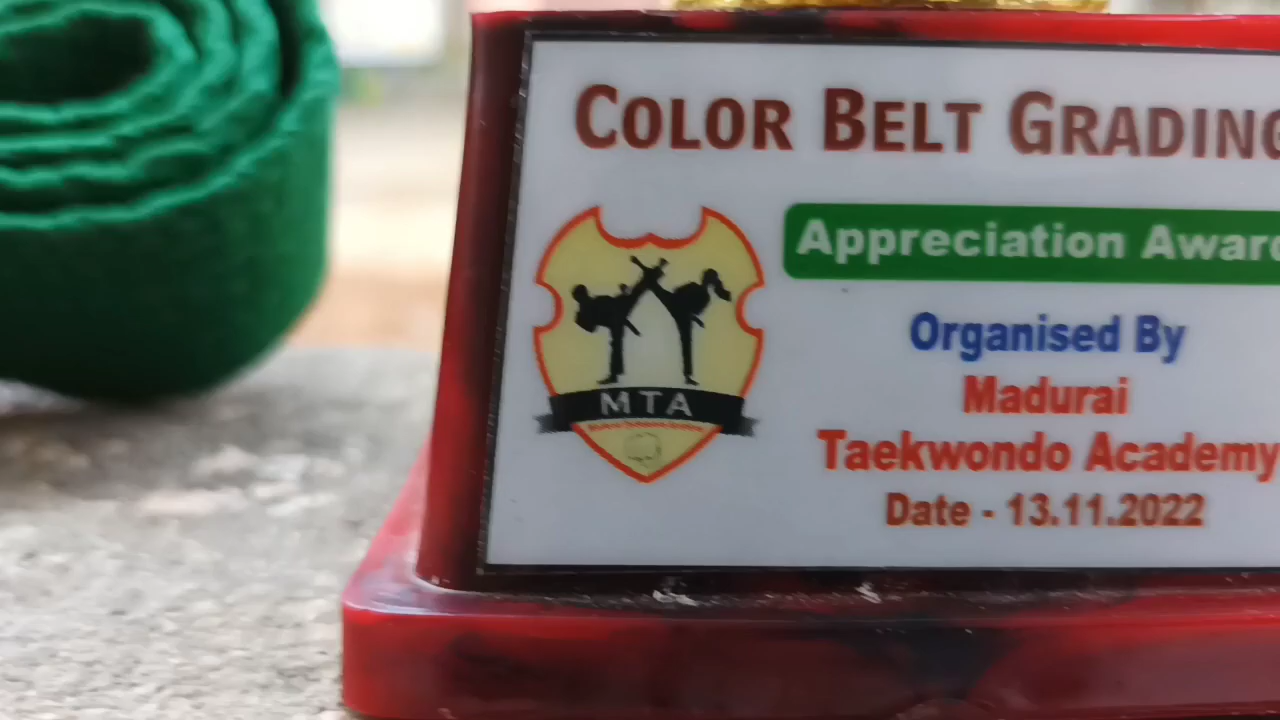 COLOR BELT GRADING
Appreciation Award
Organised By
Madurai
Taekwondo Academy
Date - 13.11.2022
MTA